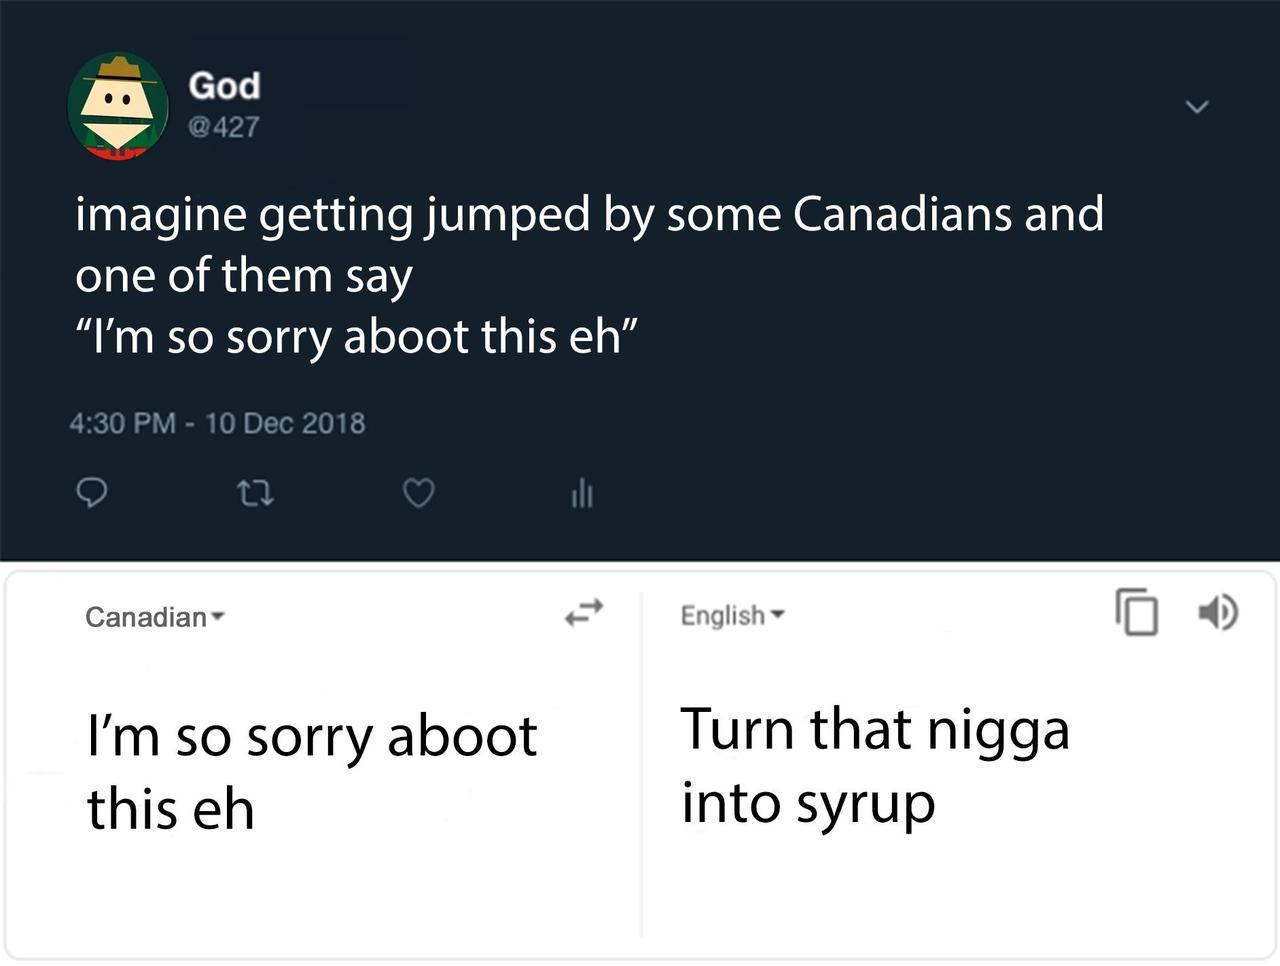 God
@427
imagine getting jumped by some Canadians and
one of them say
“I’m so sorry aboot this eh”
4:30 PM - 10 Dec 2018
Canadian
English
I’m so sorry aboot
this eh
Turn that nigga
into syrup